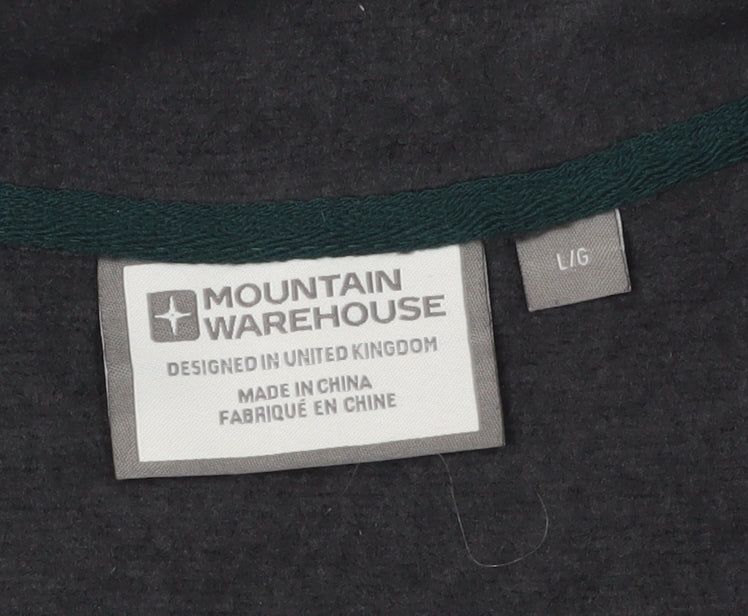 MOUNTAIN
WAREHOUSE
DESIGNED IN UNITED KINGDOM
MADE IN CHINA
FABRIQUÉ EN CHINE
L/G